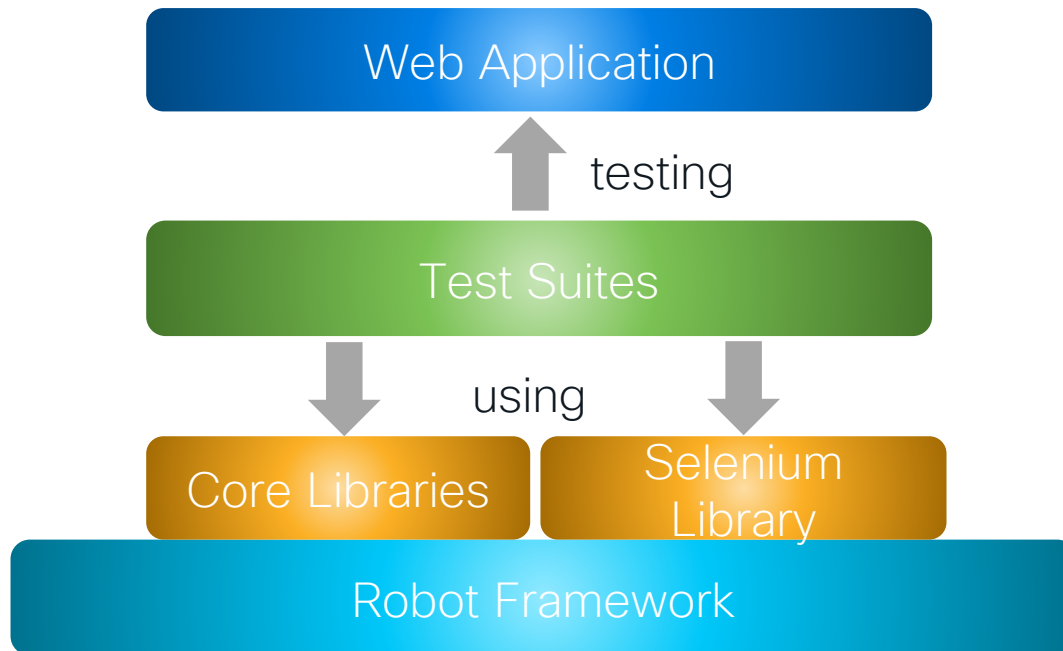 Web Application
testing
Test Suites
using
Core Libraries
Selenium
Library
Robot Framework